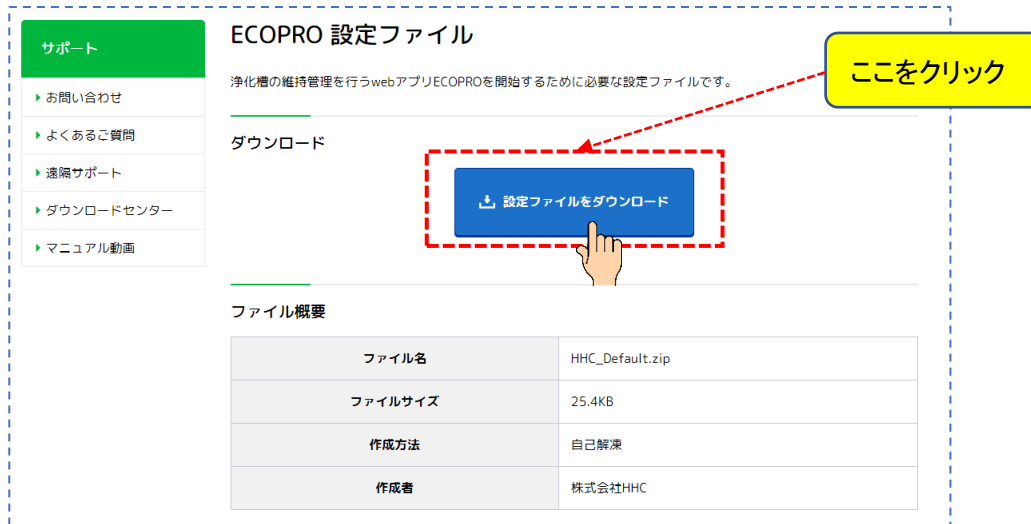 サポート
お問い合わせ
よくあるご質問
遠隔サポート
ダウンロードセンター
マニュアル動画
ECOPRO 設定ファイル
ここをクリック
浄化槽の維持管理を行うwebアプリECOPROを開始するために必要な設定ファイルです。
ダウンロード
設定ファイルをダウンロード
ファイル概要
ファイル名 HHC_Default.zip
ファイルサイズ 25.4KB
作成方法 自己解凍
作成者 株式会社HHC